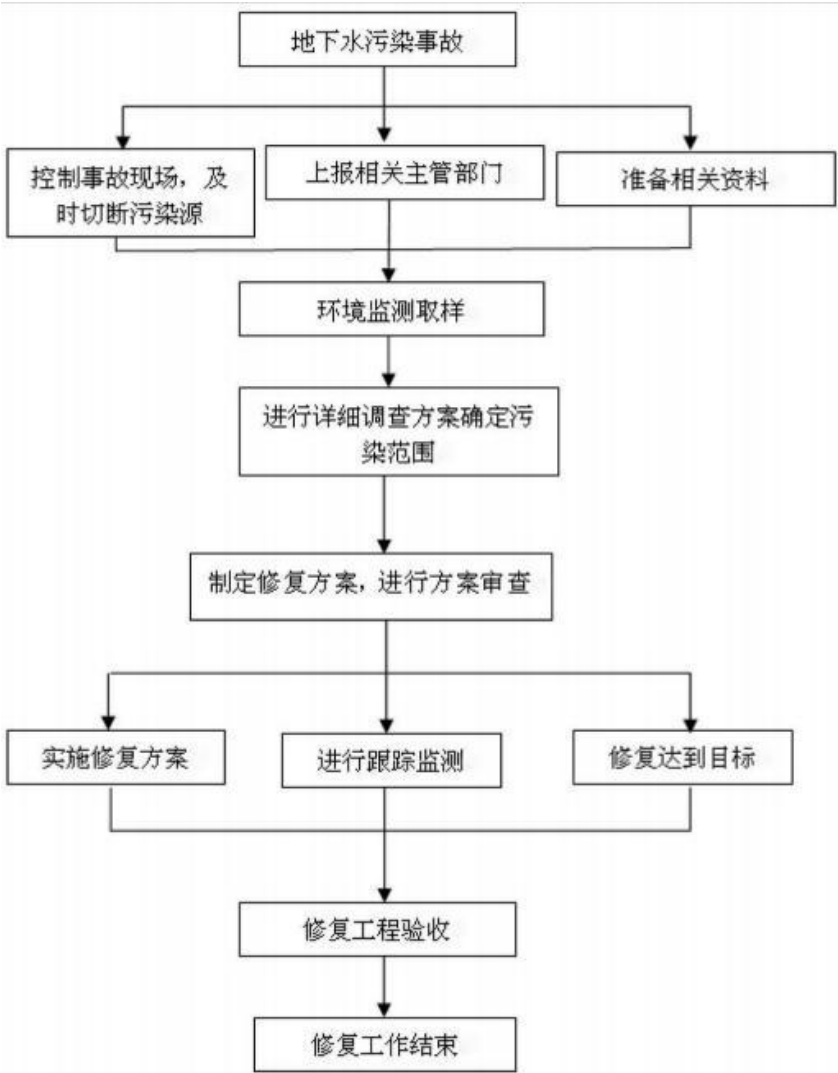 地下水污染事故
控制事故现场，及
时切断污染源
上报相关主管部门
准备相关资料
环境监测取样
进行详细调查方案确定污
染范围
制定修复方案，进行方案审查
实施修复方案
进行跟踪监测
修复达到目标
修复工程验收
修复工作结束